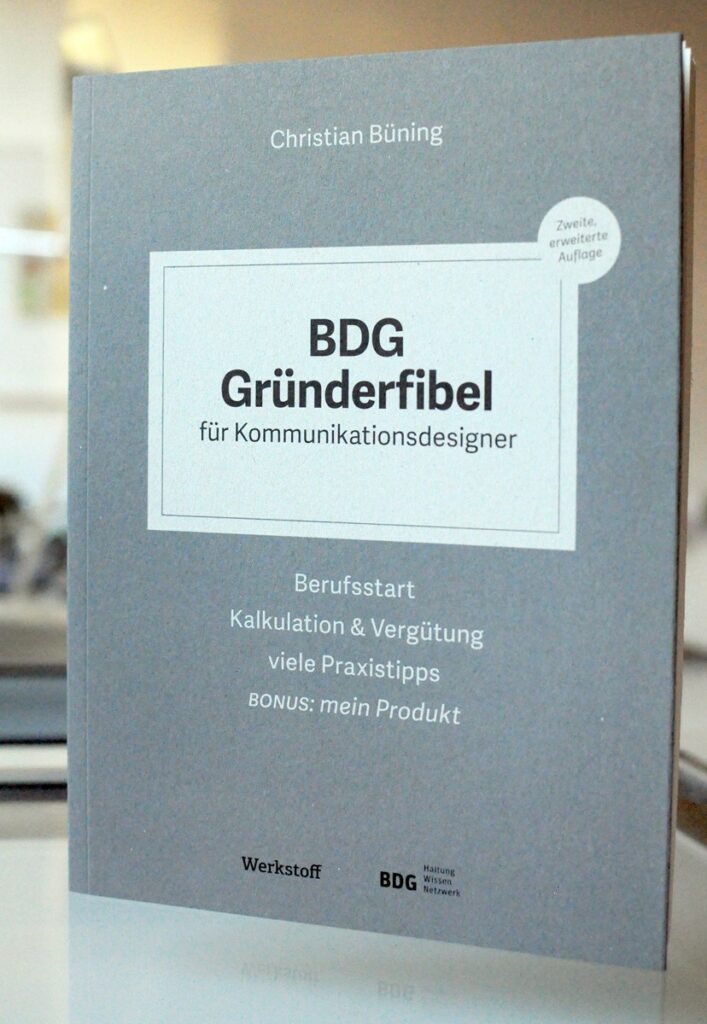 Christian Büning
Zweite,
erweiterte
Auflage
BDG
Gründerfibel
für Kommunikationsdesigner
Berufsstart
Kalkulation & Vergütung
viele Praxistipps
BONUS: mein Produkt
Werkstoff
BDG
Haltung
Wissen
Netzwerk